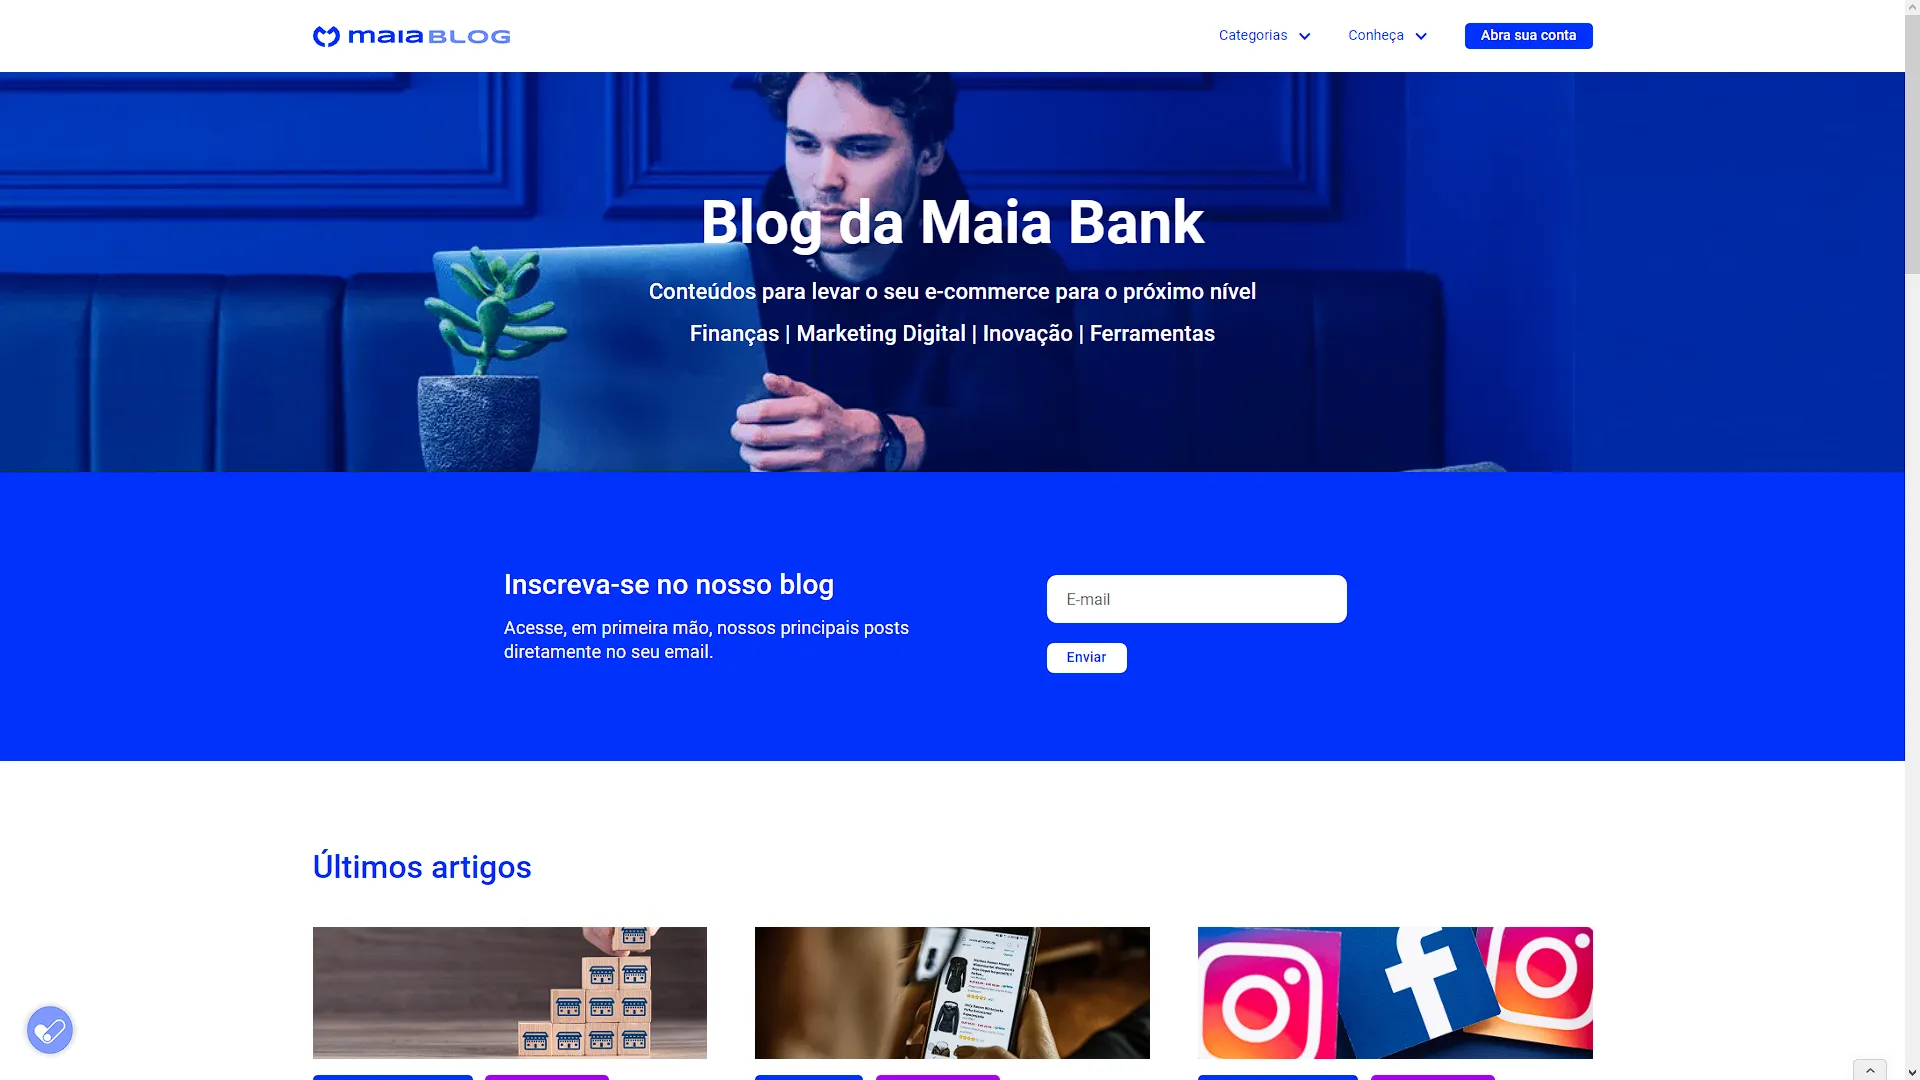 maia BLOG
Categorias
Conheça
Abra sua conta
Blog da Maia Bank
Conteúdos para levar o seu e-commerce para o próximo nível
Finanças | Marketing Digital | Inovação | Ferramentas
Inscreva-se no nosso blog
Acesse, em primeira mão, nossos principais posts
diretamente no seu email.
E-mail
Enviar
Últimos artigos